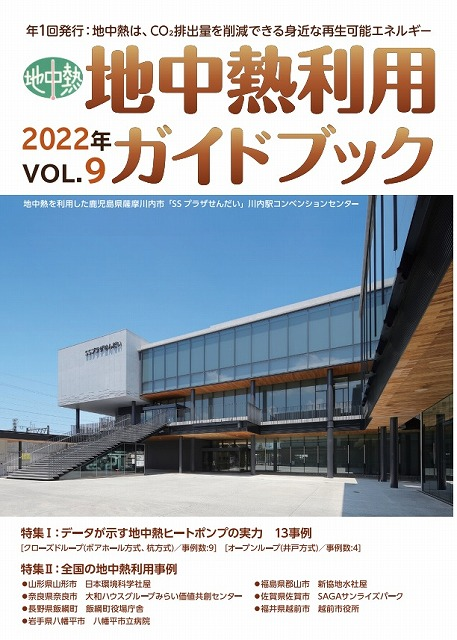 年1回発行:地中熱は、CO₂排出量を削減できる身近な再生可能エネルギー
地中熱
地中熱利用
2022年
VOL.9
ガイドブック
地中熱を利用した鹿児島県薩摩川内市「SSプラザせんだい」川内駅コンベンションセンター
SSプラザせんだい
特集Ⅰ:データが示す地中熱ヒートポンプの実力 13事例
[クローズドループ(ボアホール方式、杭方式)/事例数:9] [オープンループ(井戸方式)/事例数:4]
特集Ⅱ:全国の地中熱利用事例
●山形県山形市 日本環境科学社屋
●奈良県奈良市 大和ハウスグループみらい価値共創センター
●長野県飯綱町 飯綱町役場庁舎
●岩手県八幡平市 八幡平市立病院
●福島県郡山市 新協地水社屋
●佐賀県佐賀市 SAGAサンライズパーク
●福井県越前市 越前市役所